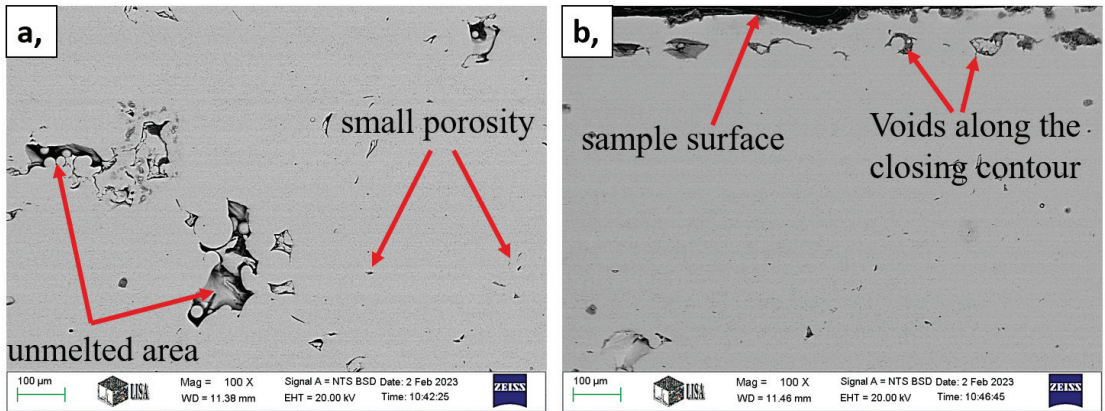 a,
small porosity
unmelted area
100 µm
LISA
Mag = 100 X
WD = 11.38 mm
Signal A = NTS BSD
EHT = 20.00 kV
Date: 2 Feb 2023
Time: 10:42:25
ZEISS
b,
sample surface
Voids along the
closing contour
100 µm
LISA
Mag = 100 X
WD = 11.46 mm
Signal A = NTS BSD
EHT = 20.00 kV
Date: 2 Feb 2023
Time: 10:46:45
ZEISS